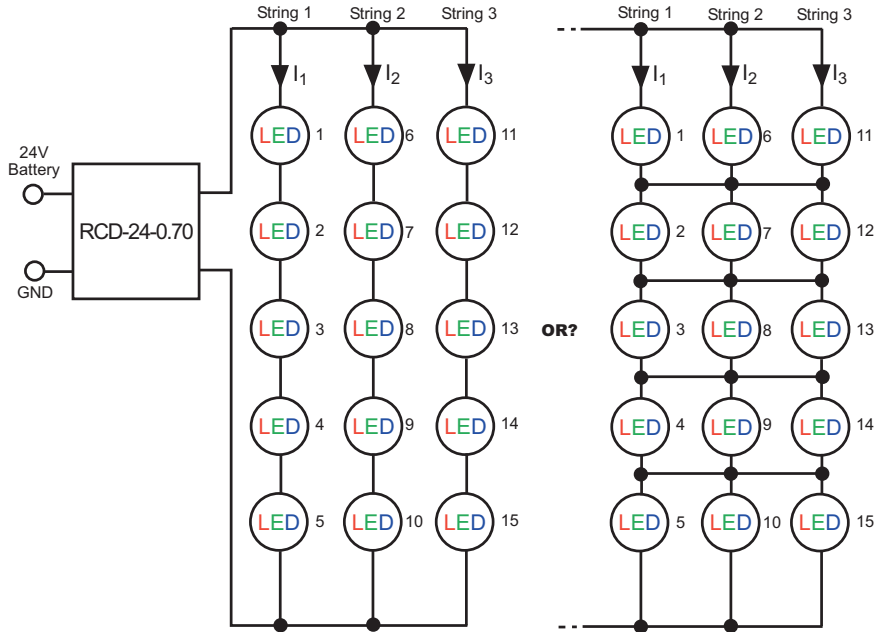 String 1 String 2 String 3
I1 I2 I3
LED 1 LED 6 LED 11
24V
Battery
RCD-24-0.70
GND
LED 2 LED 7 LED 12
LED 3 LED 8 LED 13
LED 4 LED 9 LED 14
LED 5 LED 10 LED 15
OR?
String 1 String 2 String 3
I1 I2 I3
LED 1 LED 6 LED 11
LED 2 LED 7 LED 12
LED 3 LED 8 LED 13
LED 4 LED 9 LED 14
LED 5 LED 10 LED 15